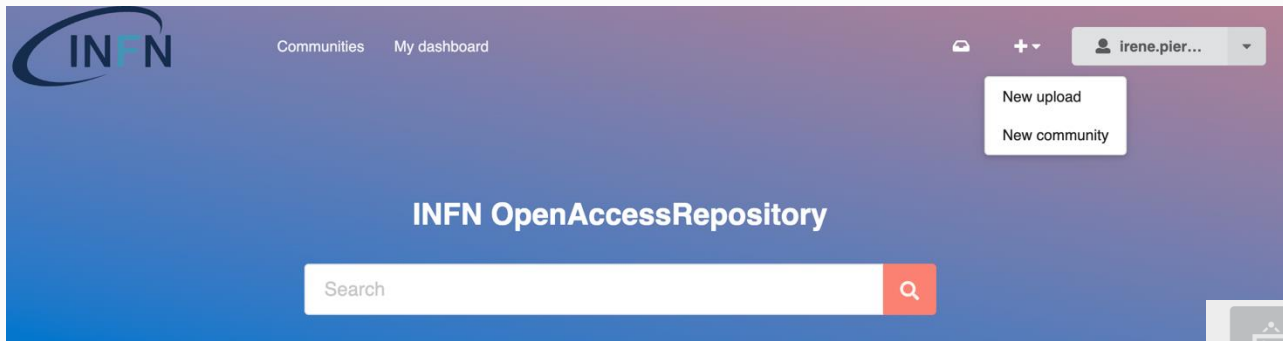 INFN
Communities My dashboard
irene.pier...
New upload
New community
INFN OpenAccessRepository
Search